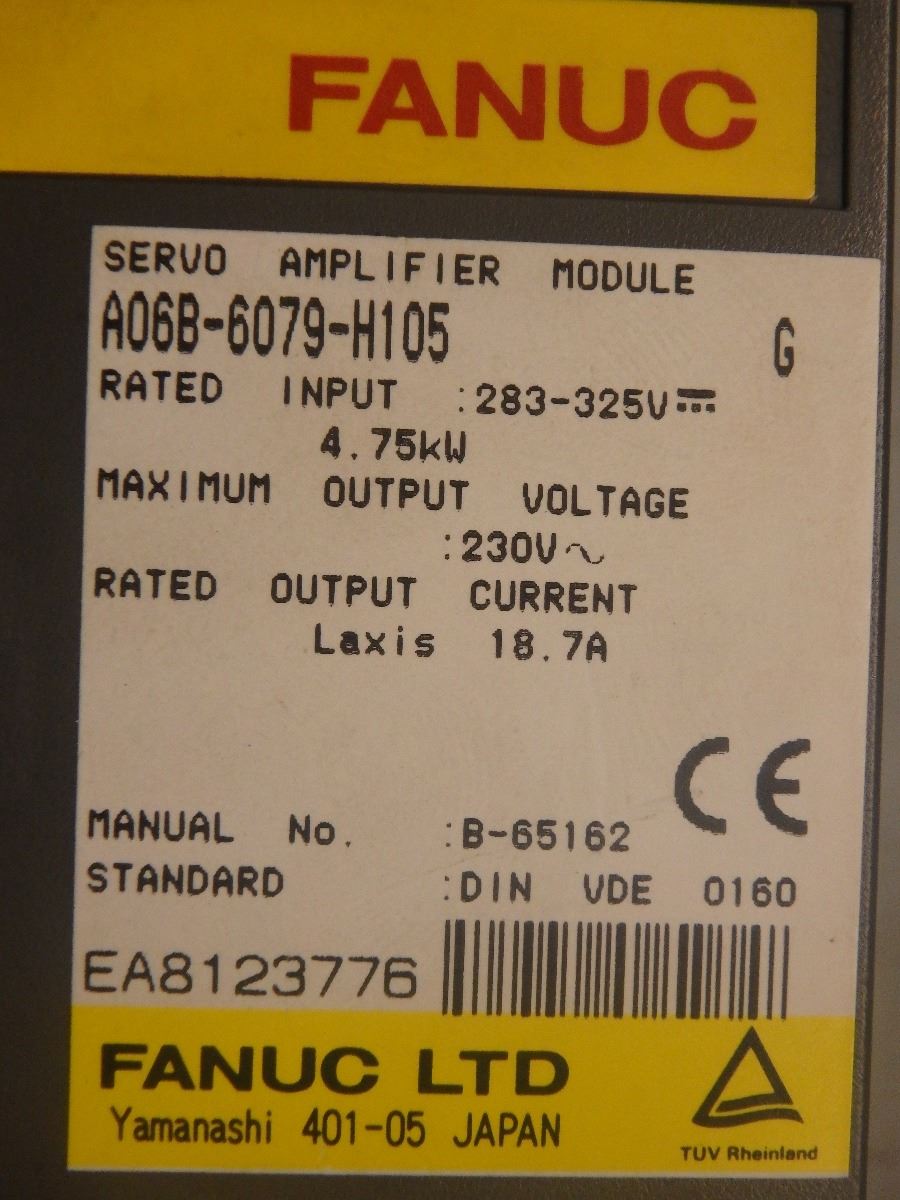 FANUC
SERVO AMPLIFIER MODULE
A06B-6079-H105 G
RATED INPUT :283-325V⎓
4.75kW
MAXIMUM OUTPUT VOLTAGE
:230V~
RATED OUTPUT CURRENT
Laxis 18.7A
CE
MANUAL No. :B-65162
STANDARD :DIN VDE 0160
EA8123776
FANUC LTD
Yamanashi 401-05 JAPAN
TÜV Rheinland